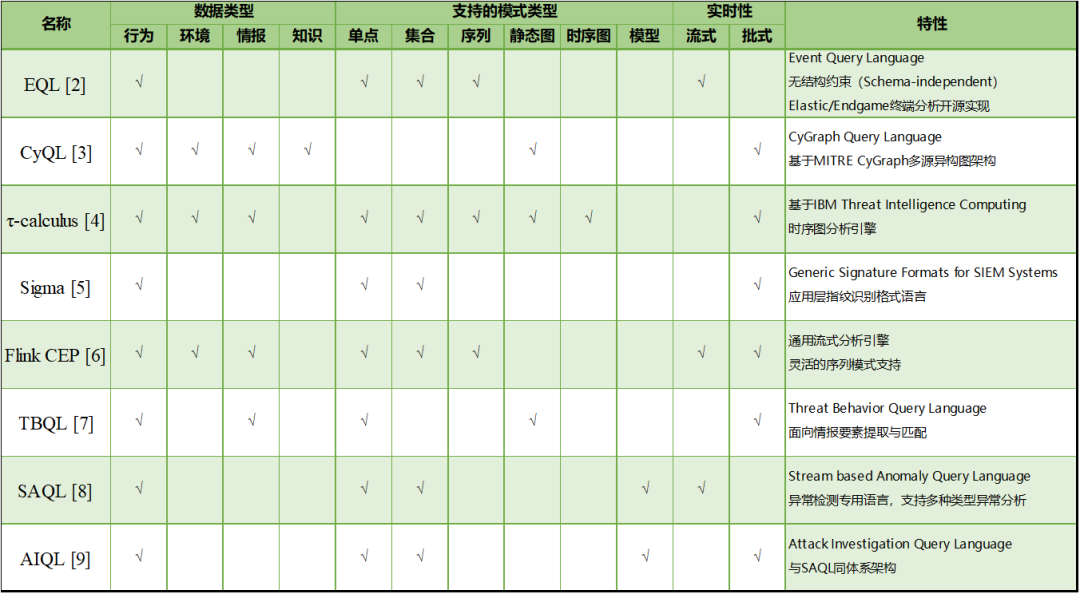 名称 数据类型 支持的模式类型 实时性 特性
行为 环境 情报 知识 单点 集合 序列 静态图 时序图 模型 流式 批式
EQL [2] √ √ √ √ √
Event Query Language
无结构约束（Schema-independent）
Elastic/Endgame终端分析开源实现
CyQL [3] √ √ √ √ √ √
CyGraph Query Language
基于MITRE CyGraph多源异构图架构
τ-calculus [4] √ √ √ √ √ √ √ √ √
基于IBM Threat Intelligence Computing
时序图分析引擎
Sigma [5] √ √ √ √
Generic Signature Formats for SIEM Systems
应用层指纹识别格式语言
Flink CEP [6] √ √ √ √ √ √ √ √
通用流式分析引擎
灵活的序列模式支持
TBQL [7] √ √ √ √ √
Threat Behavior Query Language
面向情报要素提取与匹配
SAQL [8] √ √ √ √ √
Stream based Anomaly Query Language
异常检测专用语言，支持多种类型异常分析
AIQL [9] √ √ √ √ √
Attack Investigation Query Language
与SAQL同体系架构